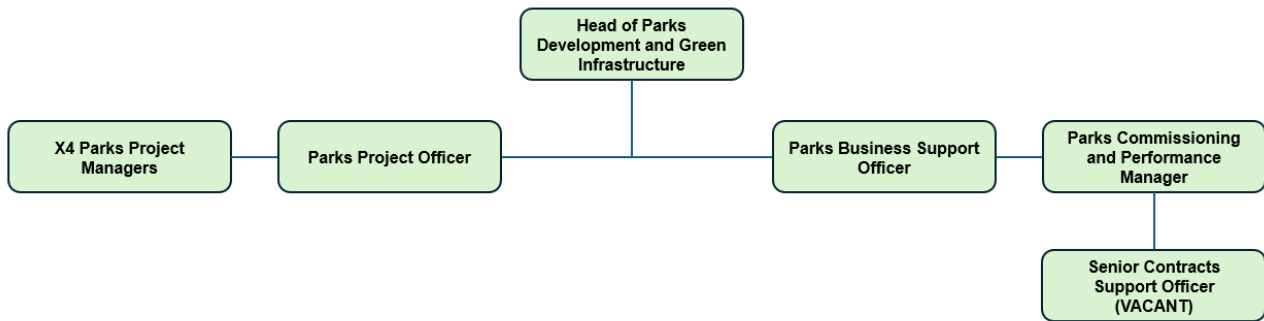 Head of Parks
Development and Green
Infrastructure
X4 Parks Project
Managers
Parks Project Officer
Parks Business Support
Officer
Parks Commissioning
and Performance
Manager
Senior Contracts
Support Officer
(VACANT)